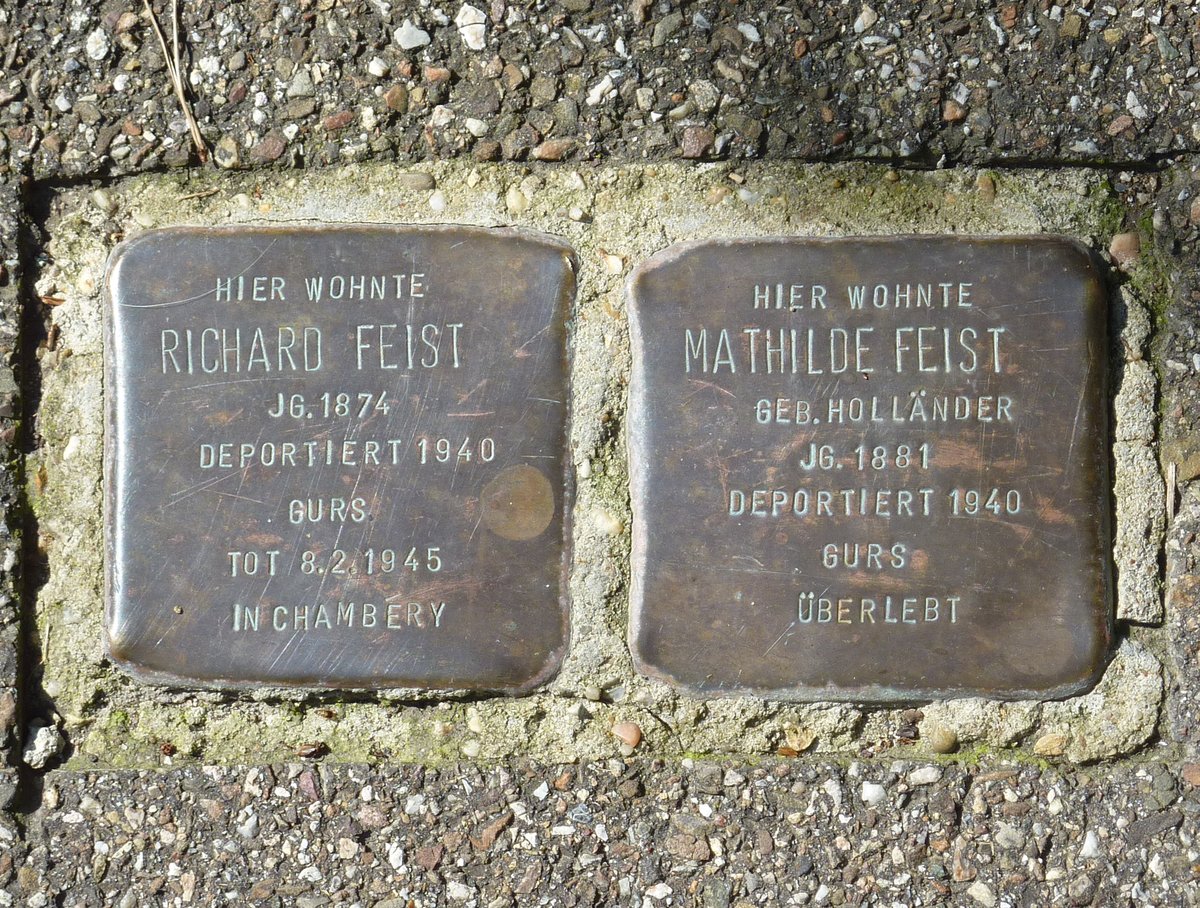 HIER WOHNTE
RICHARD FEIST
JG. 1874
DEPORTIERT 1940
GURS
TOT 8.2.1945
IN CHAMBERY
HIER WOHNTE
MATHILDE FEIST
GEB. HOLLÄNDER
JG. 1881
DEPORTIERT 1940
GURS
ÜBERLEBT